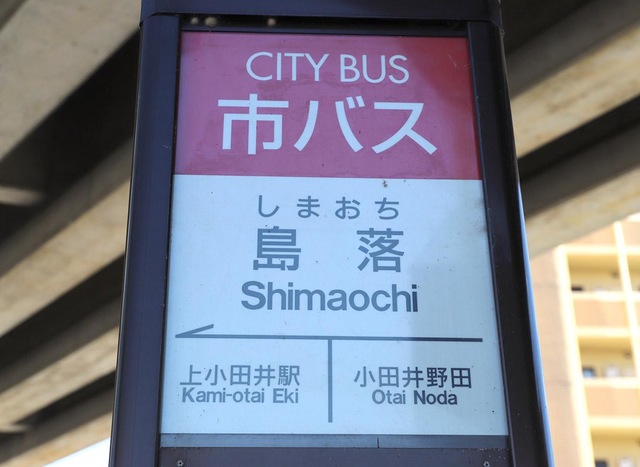 CITY BUS
市バス
しまおち
島落
Shimaochi
上小田井駅
Kami-otai Eki
小田井野田
Otai Noda